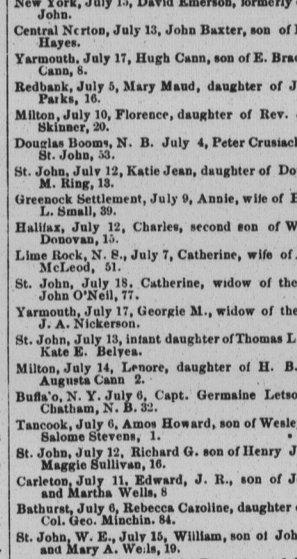 New York, July 15, David Emerson, formerly
John.
Central Norton, July 13, John Baxter, son of
Hayes.
Yarmouth, July 17, Hugh Cann, son of E. Brad
Cann, 8.
Redbank, July 5, Mary Maud, daughter of J
Parks, 16.
Milton, July 10, Florence, daughter of Rev.
Skinner, 20.
Douglas Booms, N. B. July 4, Peter Crusiach
St. John, 53.
St. John, July 12, Katie Jean, daughter of Do
M. Ring, 13.
Greenock Settlement, July 9, Annie, wife of
L. Small, 39.
Halifax, July 12, Charles, second son of W
Donovan, 15.
Lime Rock, N. S., July 7, Catherine, wife of
McLeod, 51.
St. John, July 18. Catherine, widow of the
John O'Neil, 77.
Yarmouth, July 17, Georgie M., widow of the
J. A. Nickerson.
St. John, July 13, infant daughter of Thomas L
Kate E. Belyea.
Milton, July 14, Lenore, daughter of H. B.
Augusta Cann 2.
Buffa'o, N. Y. July 6, Capt. Germaine Letso
Chatham, N. B. 32.
Tancook, July 6, Amos Howard, son of Wesle
Salome Stevens, 1.
St. John, July 12, Richard G. son of Henry J
Maggie Sullivan, 16.
Carleton, July 11, Edward, J. R., son of J
and Martha Wells, 8
Bathurst, July 6, Rebecca Caroline, daughter
Col. Geo. Minchin. 84.
St. John, W. E., July 15, William, son of Joh
and Mary A. Wells, 19.